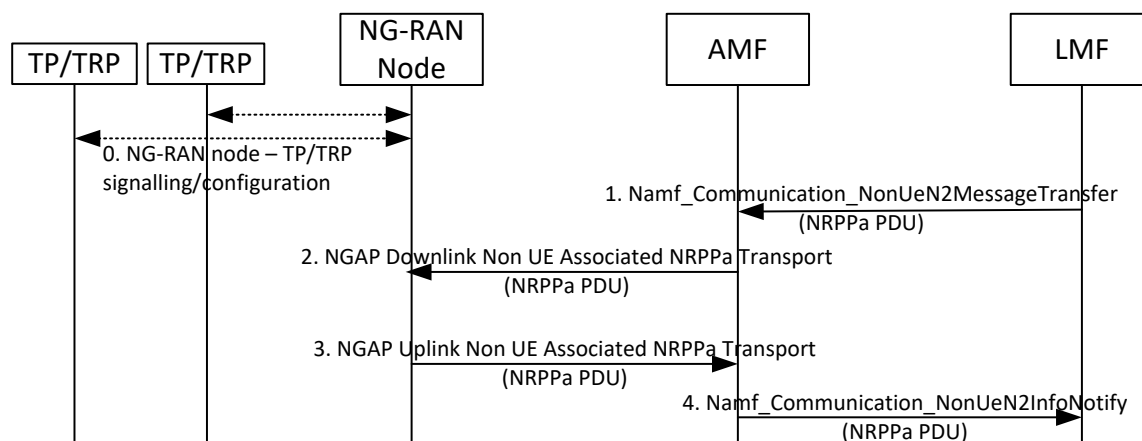 TP/TRP
TP/TRP
NG-RAN
Node
AMF
LMF
0. NG-RAN node – TP/TRP
signalling/configuration
1. Namf_Communication_NonUeN2MessageTransfer
(NRPPa PDU)
2. NGAP Downlink Non UE Associated NRPPa Transport
(NRPPa PDU)
3. NGAP Uplink Non UE Associated NRPPa Transport
(NRPPa PDU)
4. Namf_Communication_NonUeN2InfoNotify
(NRPPa PDU)